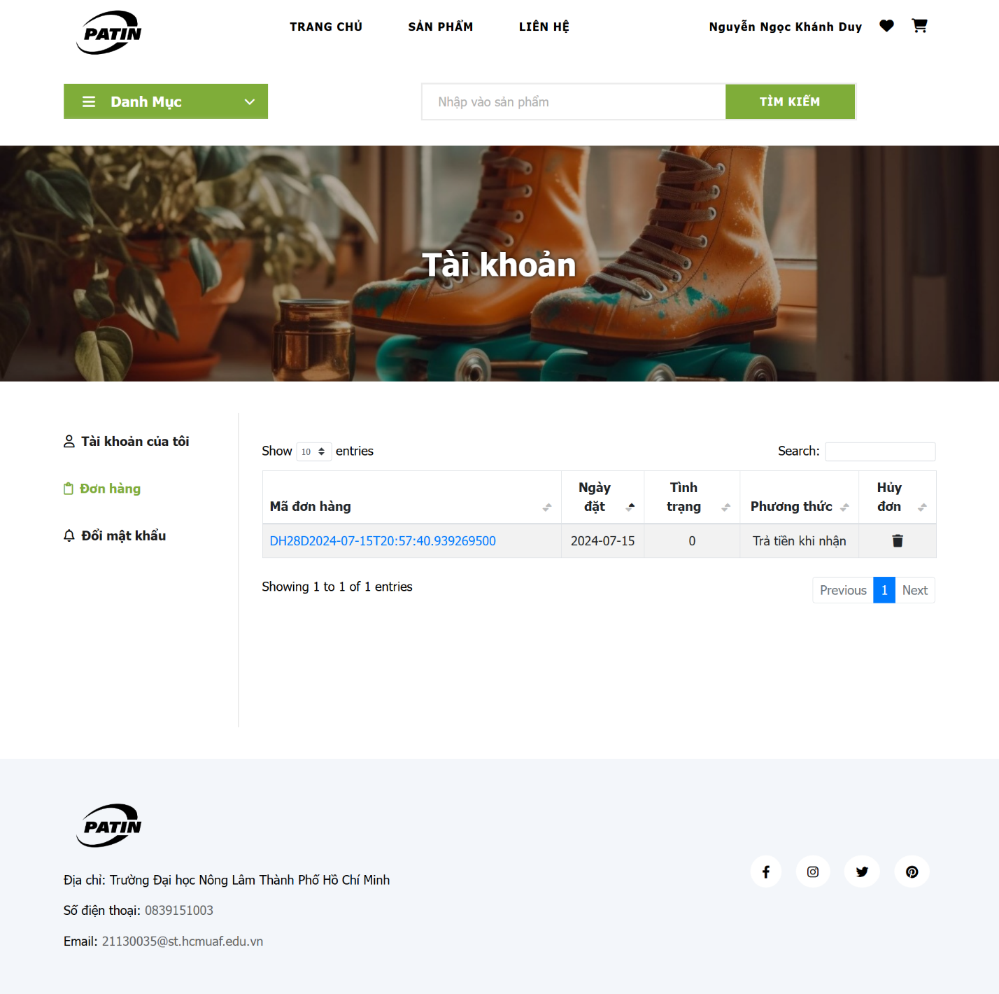 PATIN
TRANG CHỦ
SẢN PHẨM
LIÊN HỆ
Nguyễn Ngọc Khánh Duy
Danh Mục
Nhập vào sản phẩm
TÌM KIẾM
Tài khoản
Tài khoản của tôi
Đơn hàng
Đổi mật khẩu
Show 10 entries
Search:
Mã đơn hàng
Ngày đặt
Tình trạng
Phương thức
Hủy đơn
DH28D2024-07-15T20:57:40.939269500
2024-07-15
0
Trả tiền khi nhận
Showing 1 to 1 of 1 entries
Previous 1 Next
PATIN
Địa chỉ: Trường Đại học Nông Lâm Thành Phố Hồ Chí Minh
Số điện thoại: 0839151003
Email: 21130035@st.hcmuaf.edu.vn